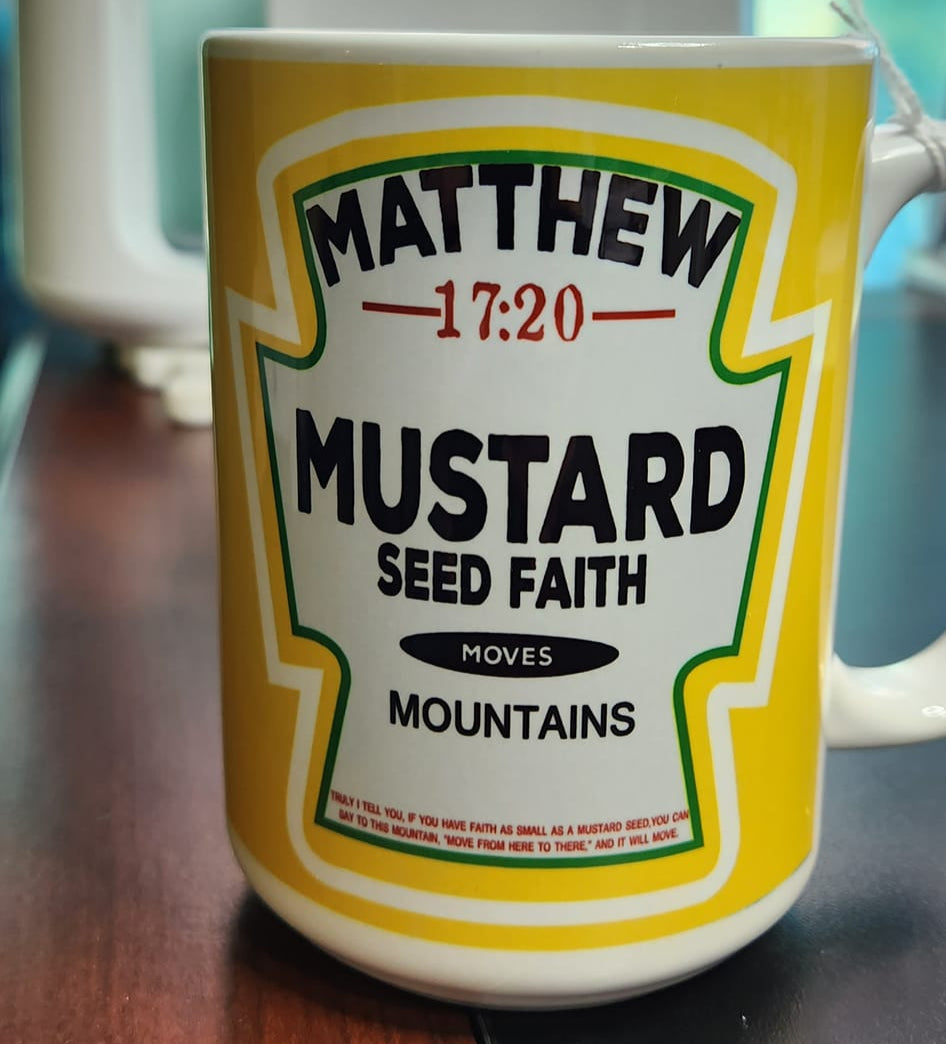 MATTHEW
17:20
MUSTARD
SEED FAITH
MOVES
MOUNTAINS
TRULY I TELL YOU, IF YOU HAVE FAITH AS SMALL AS A MUSTARD SEED,YOU CAN
SAY TO THIS MOUNTAIN, "MOVE FROM HERE TO THERE," AND IT WILL MOVE.